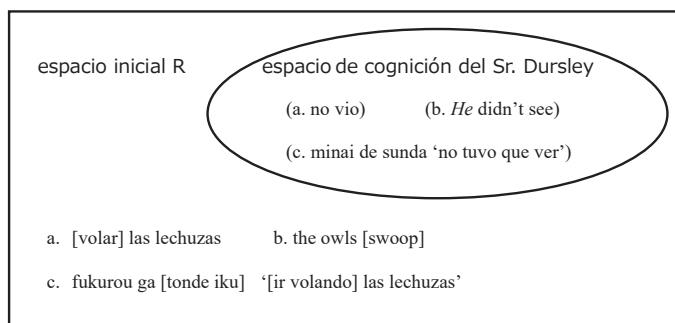 espacio inicial R espacio de cognición del Sr. Dursley
(a. no vio) (b. He didn’t see)
(c. minai de sunda ‘no tuvo que ver’)
a. [volar] las lechuzas b. the owls [swoop]
c. fukurou ga [tonde iku] ‘[ir volando] las lechuzas’